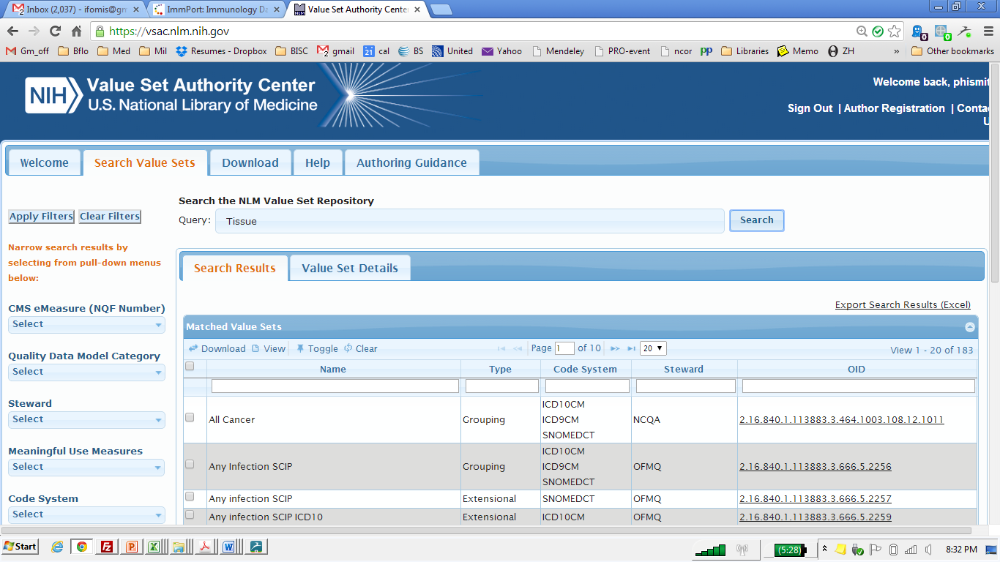 Inbox (2,037) - ifomis@gm
ImmPort: Immunology Da
Value Set Authority Center
https://vsac.nlm.nih.gov
0
0
Gm_off
Bflo
Med
Mil
Resumes - Dropbox
BISC
gmail
21 cal
BS
United
Yahoo
Mendeley
PRO-event
ncor
PP
Libraries
Memo
ZH
»
Other bookmarks
NIH
Value Set Authority Center
U.S. National Library of Medicine
Welcome back, phismit
Sign Out | Author Registration | Conta
U
Welcome
Search Value Sets
Download
Help
Authoring Guidance
Apply Filters
Clear Filters
Narrow search results by
selecting from pull-down menus
below:
CMS eMeasure (NQF Number)
Select
Quality Data Model Category
Select
Steward
Select
Meaningful Use Measures
Select
Code System
Select
Search the NLM Value Set Repository
Query: Tissue
Search
Search Results
Value Set Details
Export Search Results (Excel)
Matched Value Sets
Download View Toggle Clear
Page 1 of 10
20
View 1 - 20 of 183
Name Type Code System Steward OID
All Cancer Grouping ICD10CM ICD9CM SNOMEDCT NCQA 2.16.840.1.113883.3.464.1003.108.12.1011
Any Infection SCIP Grouping ICD10CM ICD9CM SNOMEDCT OFMQ 2.16.840.1.113883.3.666.5.2256
Any infection SCIP Extensional SNOMEDCT OFMQ 2.16.840.1.113883.3.666.5.2257
Any infection SCIP ICD10 Extensional ICD10CM OFMQ 2.16.840.1.113883.3.666.5.2259
Start
(5:28)
8:32 PM